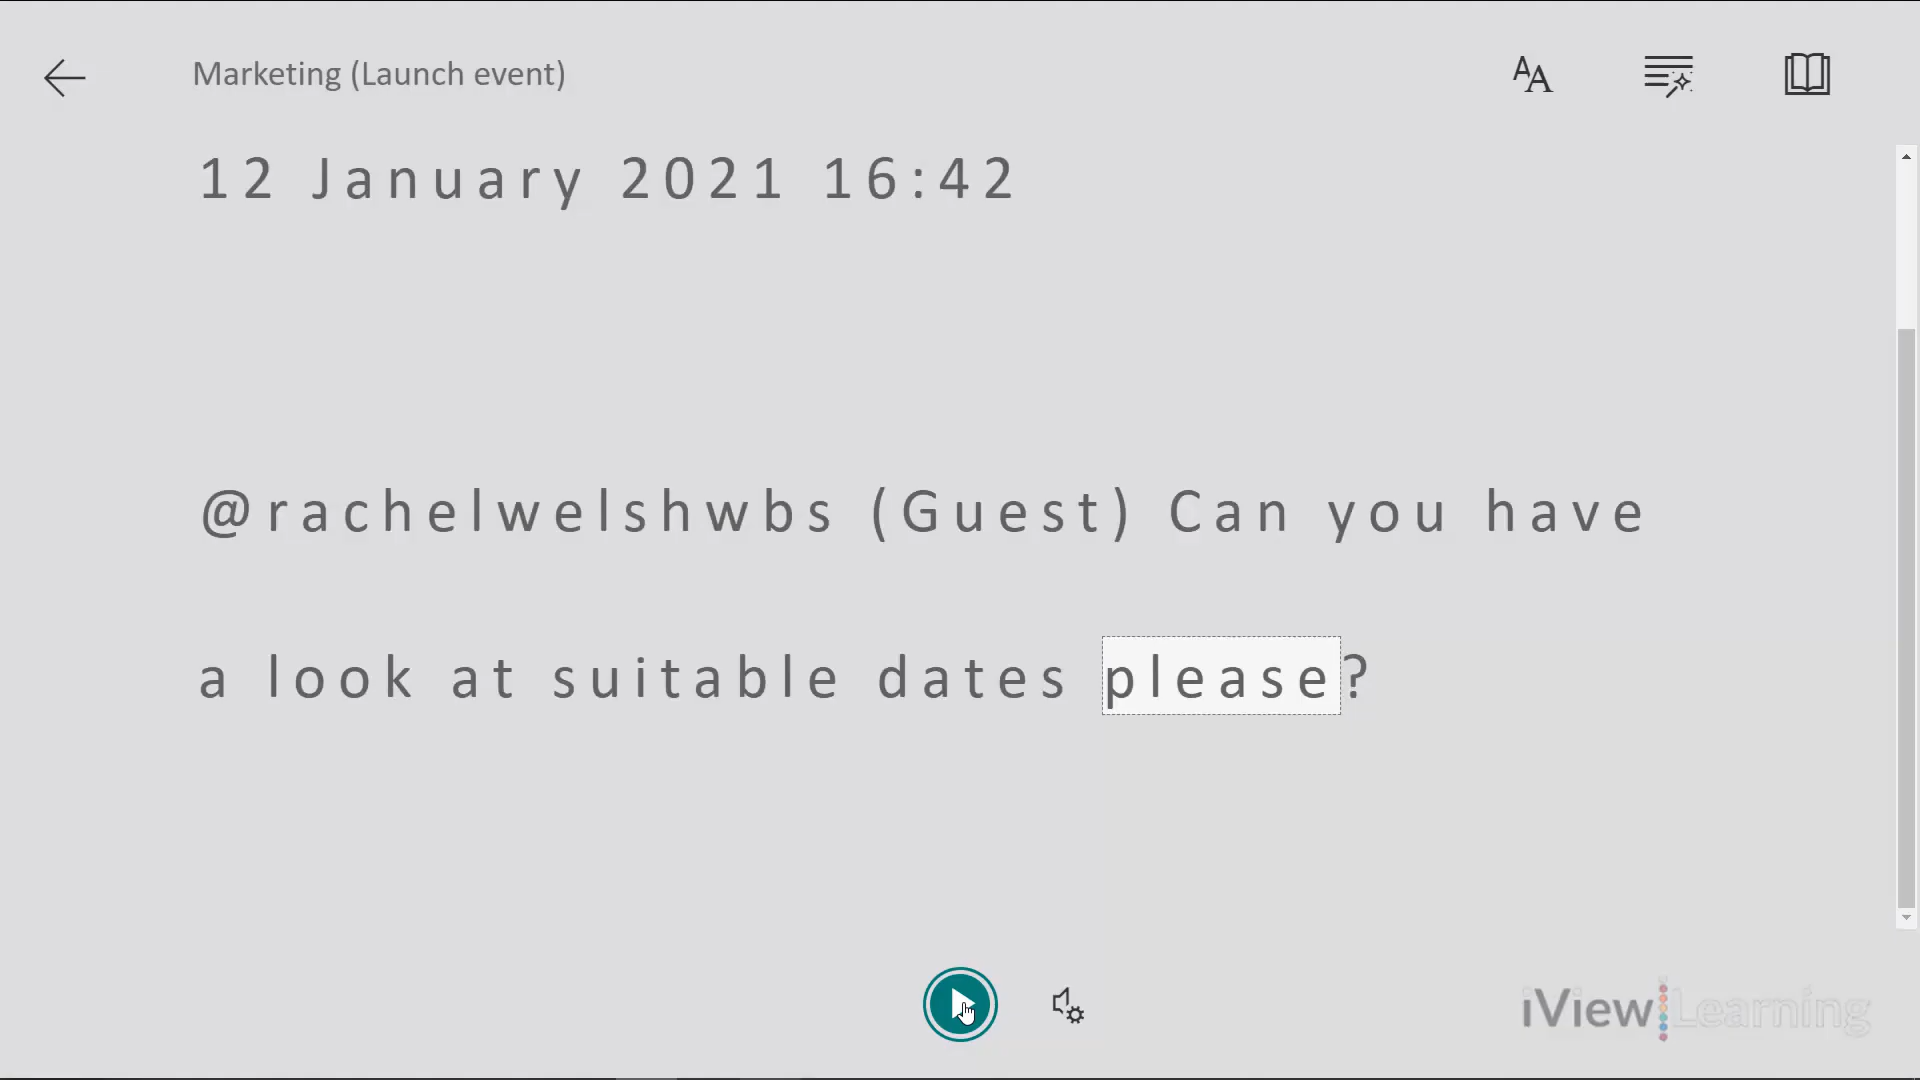 Marketing (Launch event)
12 January 2021 16:42
@rachelwelshwbs (Guest) Can you have
a look at suitable dates please?
iView Learning